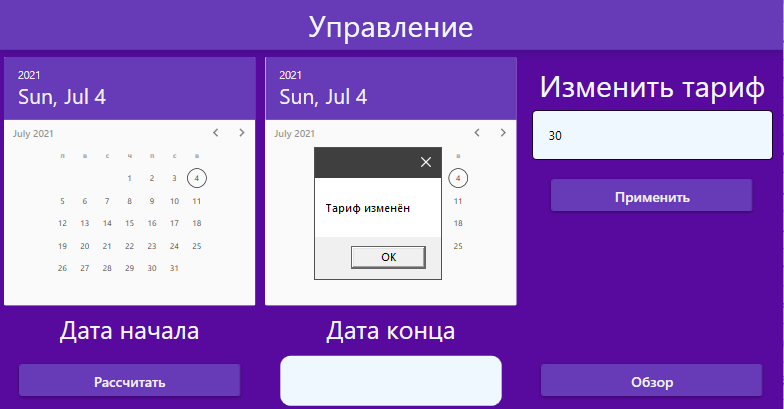 Управление
2021
Sun, Jul 4
July 2021
п в с ч п с в
1 2 3 4
5 6 7 8 9 10 11
12 13 14 15 16 17 18
19 20 21 22 23 24 25
26 27 28 29 30 31
Дата начала
Рассчитать
2021
Sun, Jul 4
July 2021
в
4
11
18
25
Тариф изменён
OK
Дата конца
Изменить тариф
30
Применить
Обзор